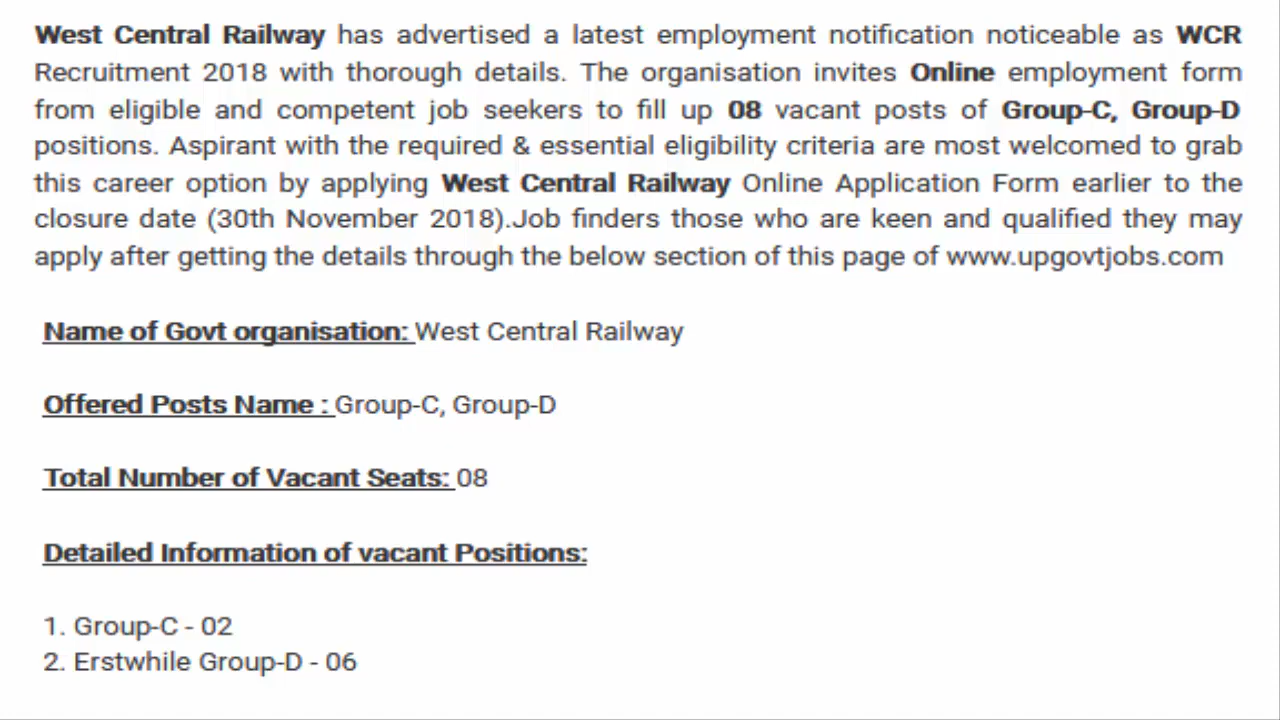 West Central Railway has advertised a latest employment notification noticeable as WCR
Recruitment 2018 with thorough details. The organisation invites Online employment form
from eligible and competent job seekers to fill up 08 vacant posts of Group-C, Group-D
positions. Aspirant with the required & essential eligibility criteria are most welcomed to grab
this career option by applying West Central Railway Online Application Form earlier to the
closure date (30th November 2018).Job finders those who are keen and qualified they may
apply after getting the details through the below section of this page of www.upgovtjobs.com
Name of Govt organisation: West Central Railway
Offered Posts Name : Group-C, Group-D
Total Number of Vacant Seats: 08
Detailed Information of vacant Positions:
1. Group-C - 02
2. Erstwhile Group-D - 06